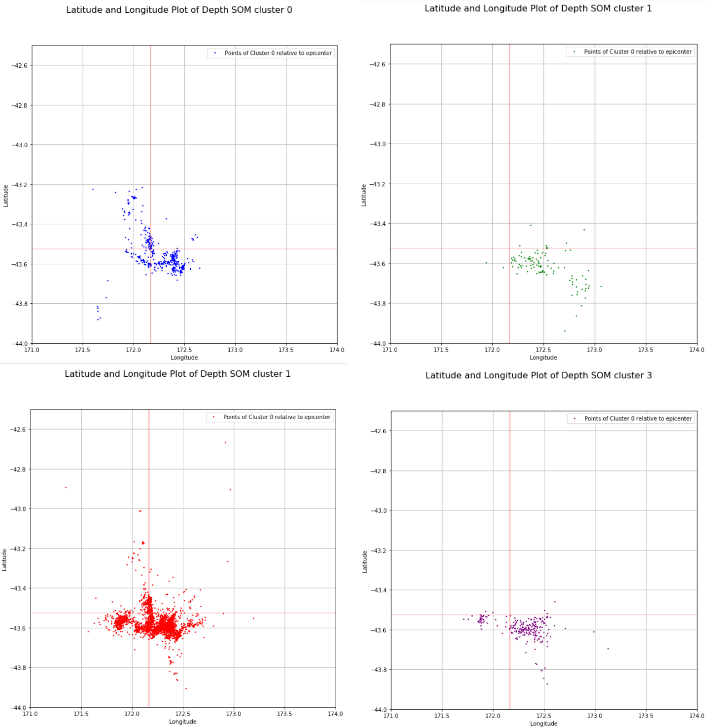 Latitude and Longitude Plot of Depth SOM cluster 0
Points of Cluster 0 relative to epicenter
Latitude
−42.6
−42.8
−43.0
−43.2
−43.4
−43.6
−43.8
−44.0
171.0 171.5 172.0 172.5 173.0 173.5 174.0
Longitude
Latitude and Longitude Plot of Depth SOM cluster 1
Points of Cluster 0 relative to epicenter
Latitude
−42.6
−42.8
−43.0
−43.2
−43.4
−43.6
−43.8
−44.0
171.0 171.5 172.0 172.5 173.0 173.5 174.0
Longitude
Latitude and Longitude Plot of Depth SOM cluster 1
Points of Cluster 0 relative to epicenter
Latitude
−42.6
−42.8
−43.0
−43.2
−43.4
−43.6
−43.8
−44.0
171.0 171.5 172.0 172.5 173.0 173.5 174.0
Longitude
Latitude and Longitude Plot of Depth SOM cluster 3
Points of Cluster 0 relative to epicenter
Latitude
−42.6
−42.8
−43.0
−43.2
−43.4
−43.6
−43.8
−44.0
171.0 171.5 172.0 172.5 173.0 173.5 174.0
Longitude